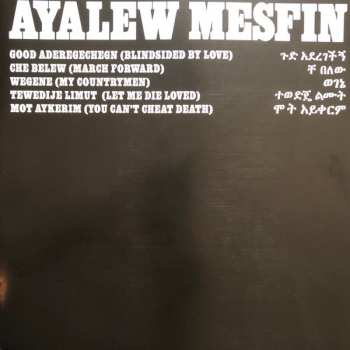 AYALEW MESFIN
GOOD ADEREGECHEGN (BLINDSIDED BY LOVE) ጉድ አደረገችኝ
CHE BELEW (MARCH FORWARD) ቸ በለው
WEGENE (MY COUNTRYMEN) ወገኔ
TEWEDIJE LIMUT (LET ME DIE LOVED) ተወድጄ ልሙት
MOT AYKERIM (YOU CAN'T CHEAT DEATH) ሞት አይቀርም